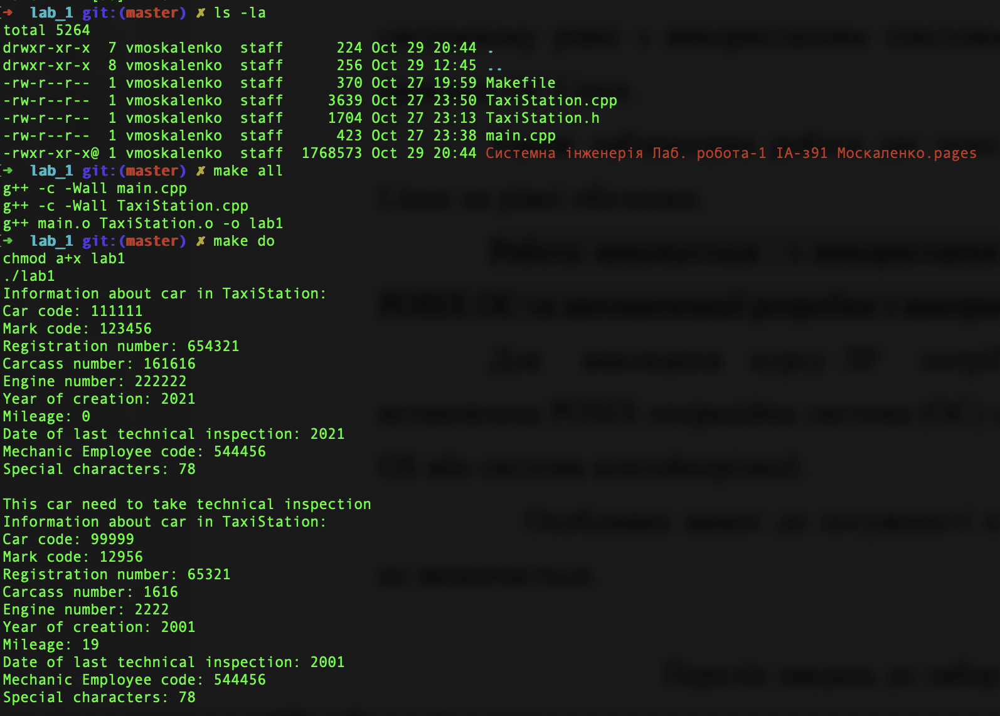 → lab_1 git:(master) ✗ ls -la
total 5264
drwxr-xr-x 7 vmoskalenko staff 224 Oct 29 20:44 .
drwxr-xr-x 8 vmoskalenko staff 256 Oct 29 12:45 ..
-rw-r--r-- 1 vmoskalenko staff 370 Oct 27 19:59 Makefile
-rw-r--r-- 1 vmoskalenko staff 3639 Oct 27 23:50 TaxiStation.cpp
-rw-r--r-- 1 vmoskalenko staff 1704 Oct 27 23:13 TaxiStation.h
-rw-r--r-- 1 vmoskalenko staff 423 Oct 27 23:38 main.cpp
-rwxr-xr-x@ 1 vmoskalenko staff 1768573 Oct 29 20:44 Системна інженерія Лаб. робота-1 ІА-з91 Москаленко.pages
→ lab_1 git:(master) ✗ make all
g++ -c -Wall main.cpp
g++ -c -Wall TaxiStation.cpp
g++ main.o TaxiStation.o -o lab1
→ lab_1 git:(master) ✗ make do
chmod a+x lab1
./lab1
Information about car in TaxiStation:
Car code: 111111
Mark code: 123456
Registration number: 654321
Carcass number: 161616
Engine number: 222222
Year of creation: 2021
Mileage: 0
Date of last technical inspection: 2021
Mechanic Employee code: 544456
Special characters: 78
This car need to take technical inspection
Information about car in TaxiStation:
Car code: 99999
Mark code: 12956
Registration number: 65321
Carcass number: 1616
Engine number: 2222
Year of creation: 2001
Mileage: 19
Date of last technical inspection: 2001
Mechanic Employee code: 544456
Special characters: 78